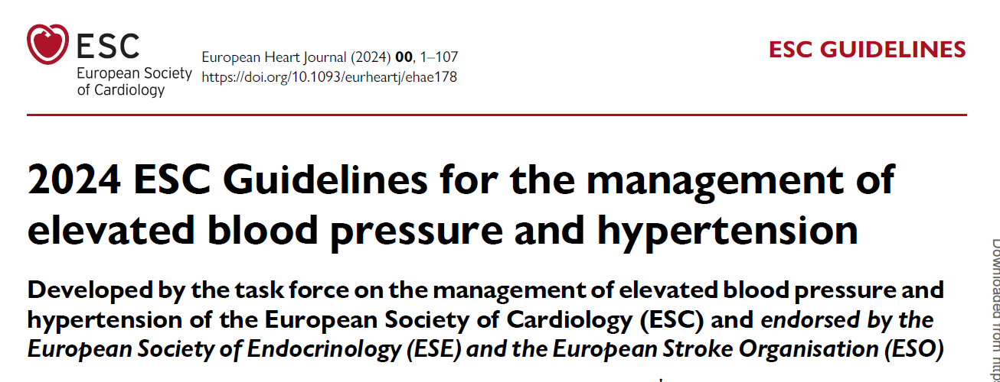 ESC
European Society
of Cardiology
European Heart Journal (2024) 00, 1–107
https://doi.org/10.1093/eurheartj/ehae178
ESC GUIDELINES
2024 ESC Guidelines for the management of
elevated blood pressure and hypertension
Developed by the task force on the management of elevated blood pressure and
hypertension of the European Society of Cardiology (ESC) and endorsed by the
European Society of Endocrinology (ESE) and the European Stroke Organisation (ESO)
Downloaded from